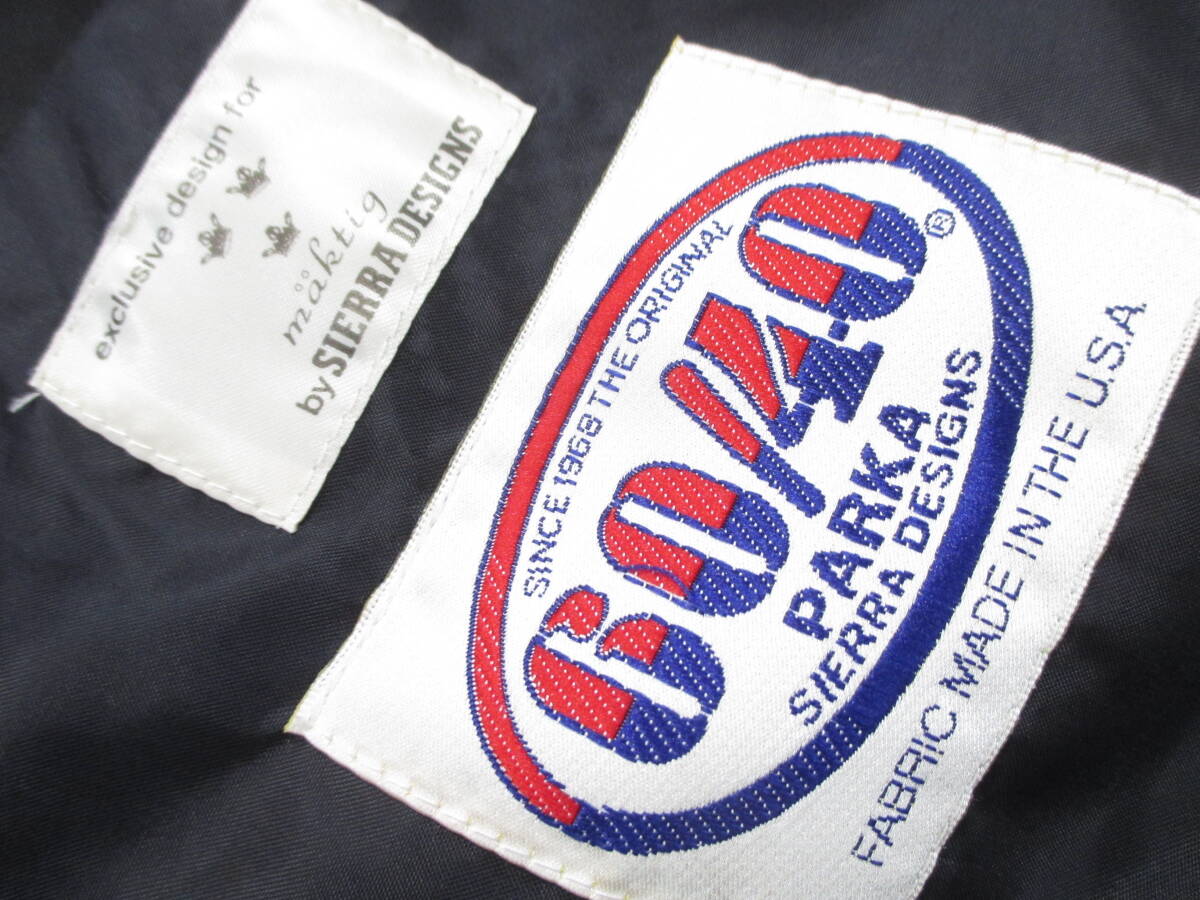 exclusive design for
måktig
by SIERRA DESIGNS
SINCE 1968 THE ORIGINAL
60/40®
PARKA
SIERRA DESIGNS
FABRIC MADE IN THE U.S.A.